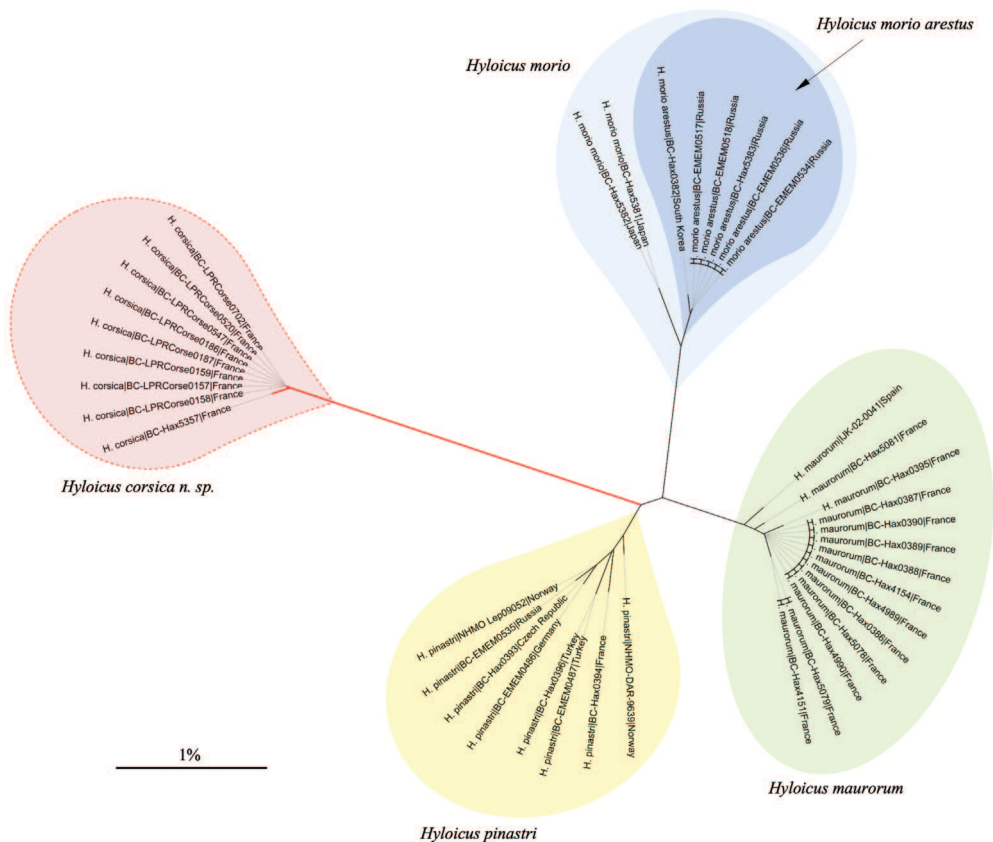 Hyloicus morio arestus
Hyloicus morio
H. morio morio|BC-Hax5382|Japan
H. morio morio|BC-Hax5381|Japan
H. morio arestus|BC-Hax0382|South Korea
H. morio arestus|BC-EMEM0517|Russia
H. morio arestus|BC-EMEM0518|Russia
H. morio arestus|BC-Hax5383|Russia
H. morio arestus|BC-EMEM0536|Russia
H. morio arestus|BC-EMEM0534|Russia
H. corsica|BC-LPRCorse0702|France
H. corsica|BC-LPRCorse0520|France
H. corsica|BC-LPRCorse0547|France
H. corsica|BC-LPRCorse0186|France
H. corsica|BC-LPRCorse0187|France
H. corsica|BC-LPRCorse0159|France
H. corsica|BC-LPRCorse0157|France
H. corsica|BC-LPRCorse0158|France
H. corsica|BC-Hax5357|France
Hyloicus corsica n. sp.
H. maurorum|IJK-02-0041|Spain
H. maurorum|BC-Hax5081|France
H. maurorum|BC-Hax0395|France
H. maurorum|BC-Hax0387|France
maurorum|BC-Hax0390|France
maurorum|BC-Hax0389|France
maurorum|BC-Hax0388|France
maurorum|BC-Hax4154|France
maurorum|BC-Hax4989|France
maurorum|BC-Hax0386|France
maurorum|BC-Hax5078|France
H. maurorum|BC-Hax4990|France
H. maurorum|BC-Hax5079|France
H. maurorum|BC-Hax4151|France
Hyloicus maurorum
H. pinastri|NHMO Lep09052|Norway
H. pinastri|BC-EMEM0535|Russia
H. pinastri|BC-Hax0393|Czech Republic
H. pinastri|BC-EMEM0486|Germany
H. pinastri|BC-Hax0396|Turkey
H. pinastri|BC-EMEM0487|Turkey
H. pinastri|BC-Hax0394|France
H. pinastri|NHMO-DAR-9639|Norway
Hyloicus pinastri
1%